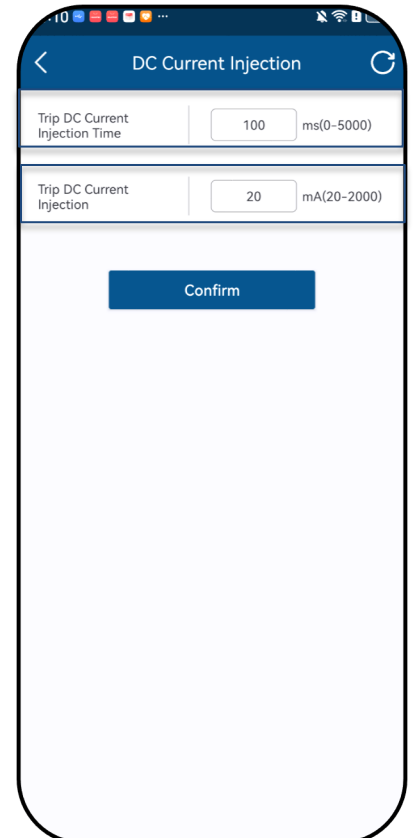 :10 ...
DC Current Injection
Trip DC Current
Injection Time
100 ms(0-5000)
Trip DC Current
Injection
20 mA(20-2000)
Confirm